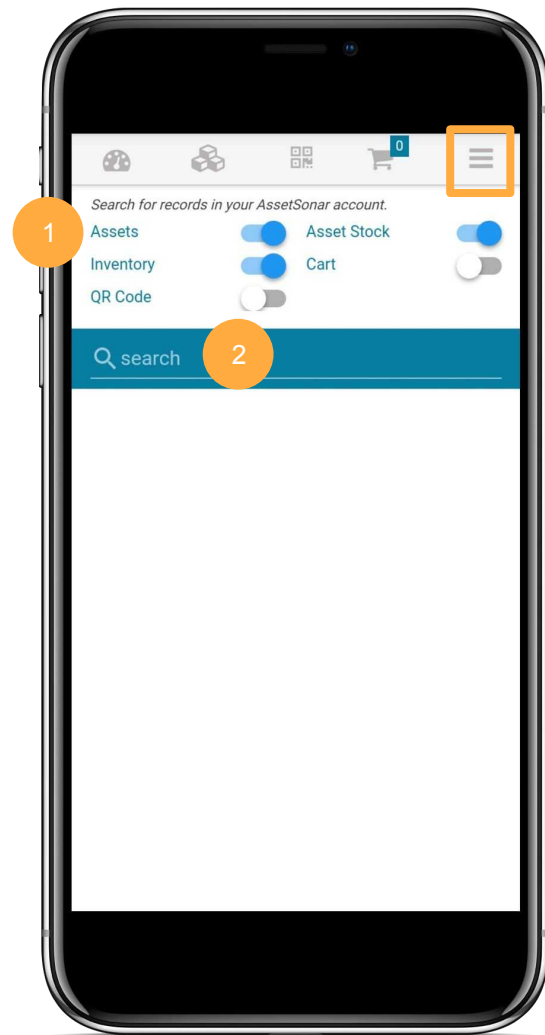 0
Search for records in your AssetSonar account.
1
Assets
Asset Stock
Inventory
Cart
QR Code
search
2